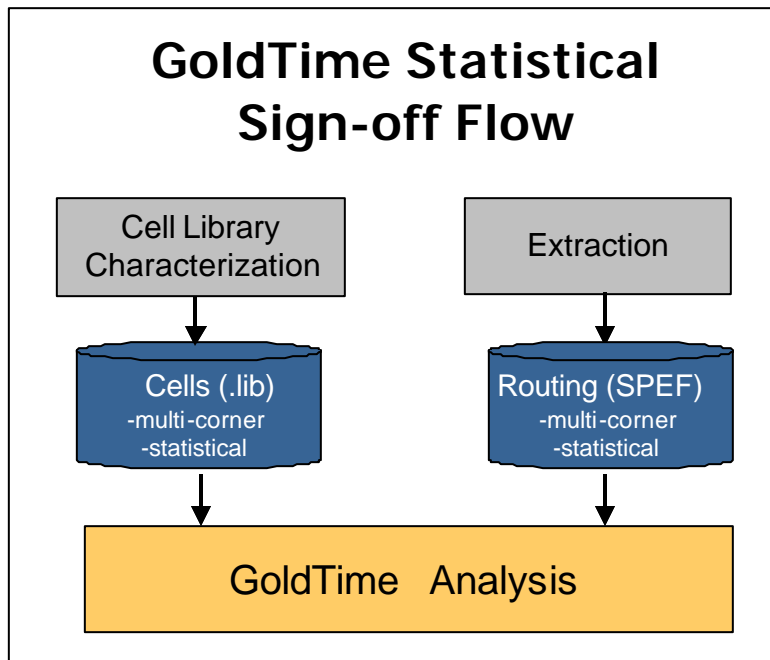 GoldTime Statistical
Sign-off Flow
Cell Library
Characterization
Extraction
Cells (.lib)
-multi-corner
-statistical
Routing (SPEF)
-multi-corner
-statistical
GoldTime Analysis